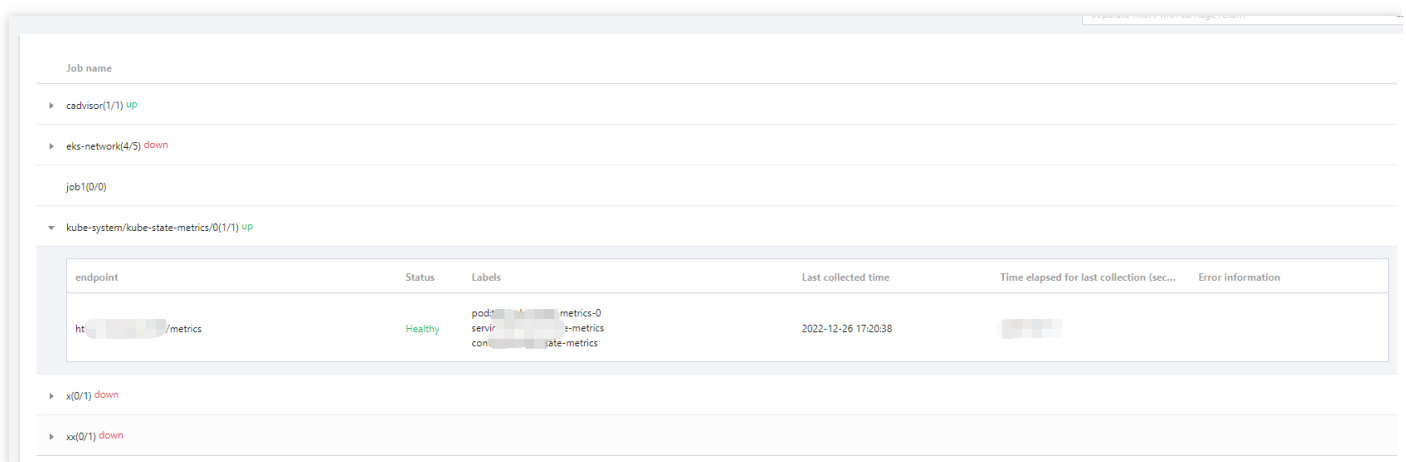 Job name
cadvisor(1/1) up
eks-network(4/5) down
job1(0/0)
kube-system/kube-state-metrics/0(1/1) up
endpoint Status Labels Last collected time Time elapsed for last collection (sec... Error information
pod: metrics-0
ht /metrics Healthy e-metrics 2022-12-26 17:20:38
ate-metrics
x(0/1) down
xx(0/1) down